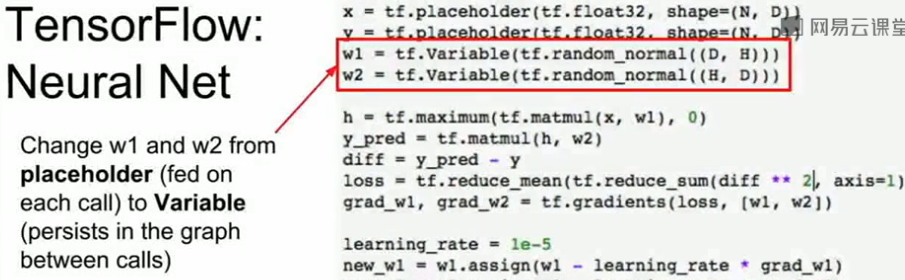 TensorFlow:
Neural Net
Change w1 and w2 from
placeholder (fed on
each call) to Variable
(persists in the graph
between calls)
x = tf.placeholder(tf.float32, shape=(N, D))
y = tf.placeholder(tf.float32, shape=(N, D))
w1 = tf.Variable(tf.random_normal((D, H)))
w2 = tf.Variable(tf.random_normal((H, D)))
h = tf.maximum(tf.matmul(x, w1), 0)
y_pred = tf.matmul(h, w2)
diff = y_pred - y
loss = tf.reduce_mean(tf.reduce_sum(diff ** 2, axis=1)
grad_w1, grad_w2 = tf.gradients(loss, [w1, w2])
learning_rate = 1e-5
new_w1 = w1.assign(w1 - learning_rate * grad_w1)
网易云课堂